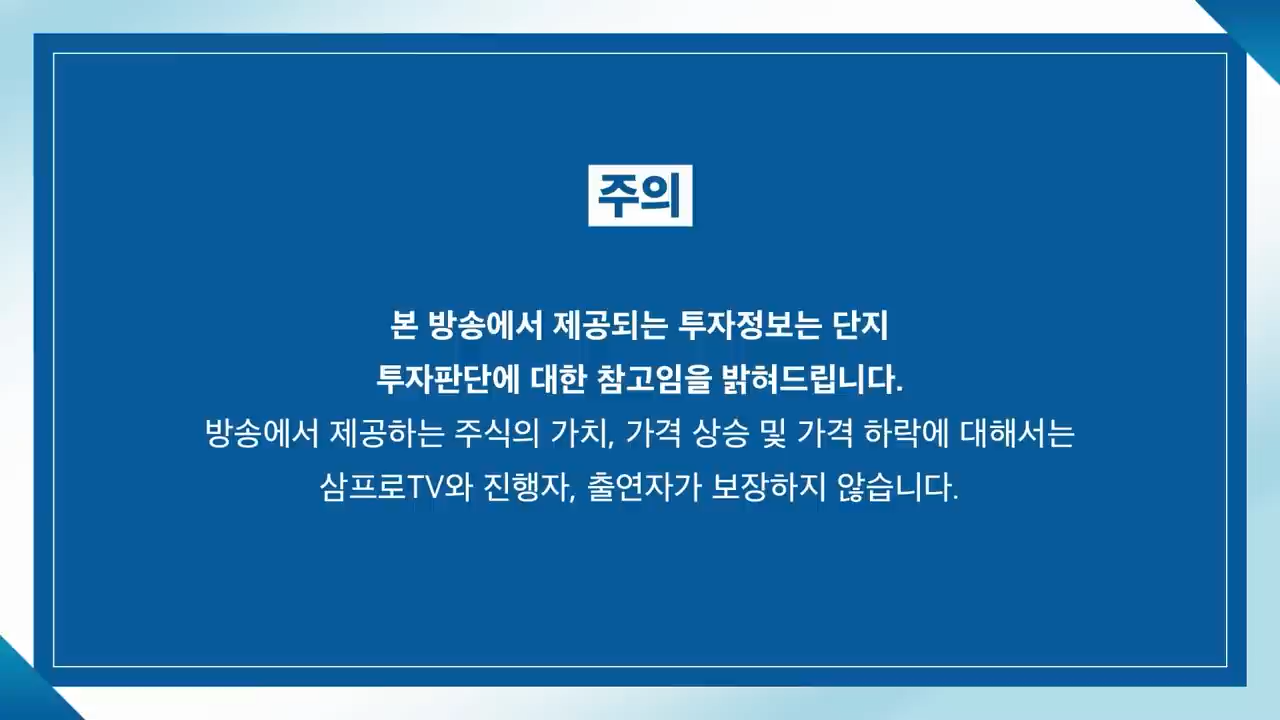 주의
본 방송에서 제공되는 투자정보는 단지
투자판단에 대한 참고임을 밝혀드립니다.
방송에서 제공하는 주식의 가치, 가격 상승 및 가격 하락에 대해서는
삼프로TV와 진행자, 출연자가 보장하지 않습니다.